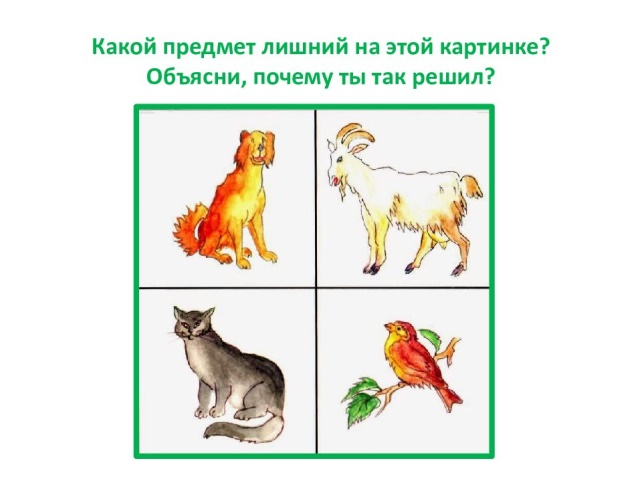 Какой предмет лишний на этой картинке?
Объясни, почему ты так решил?